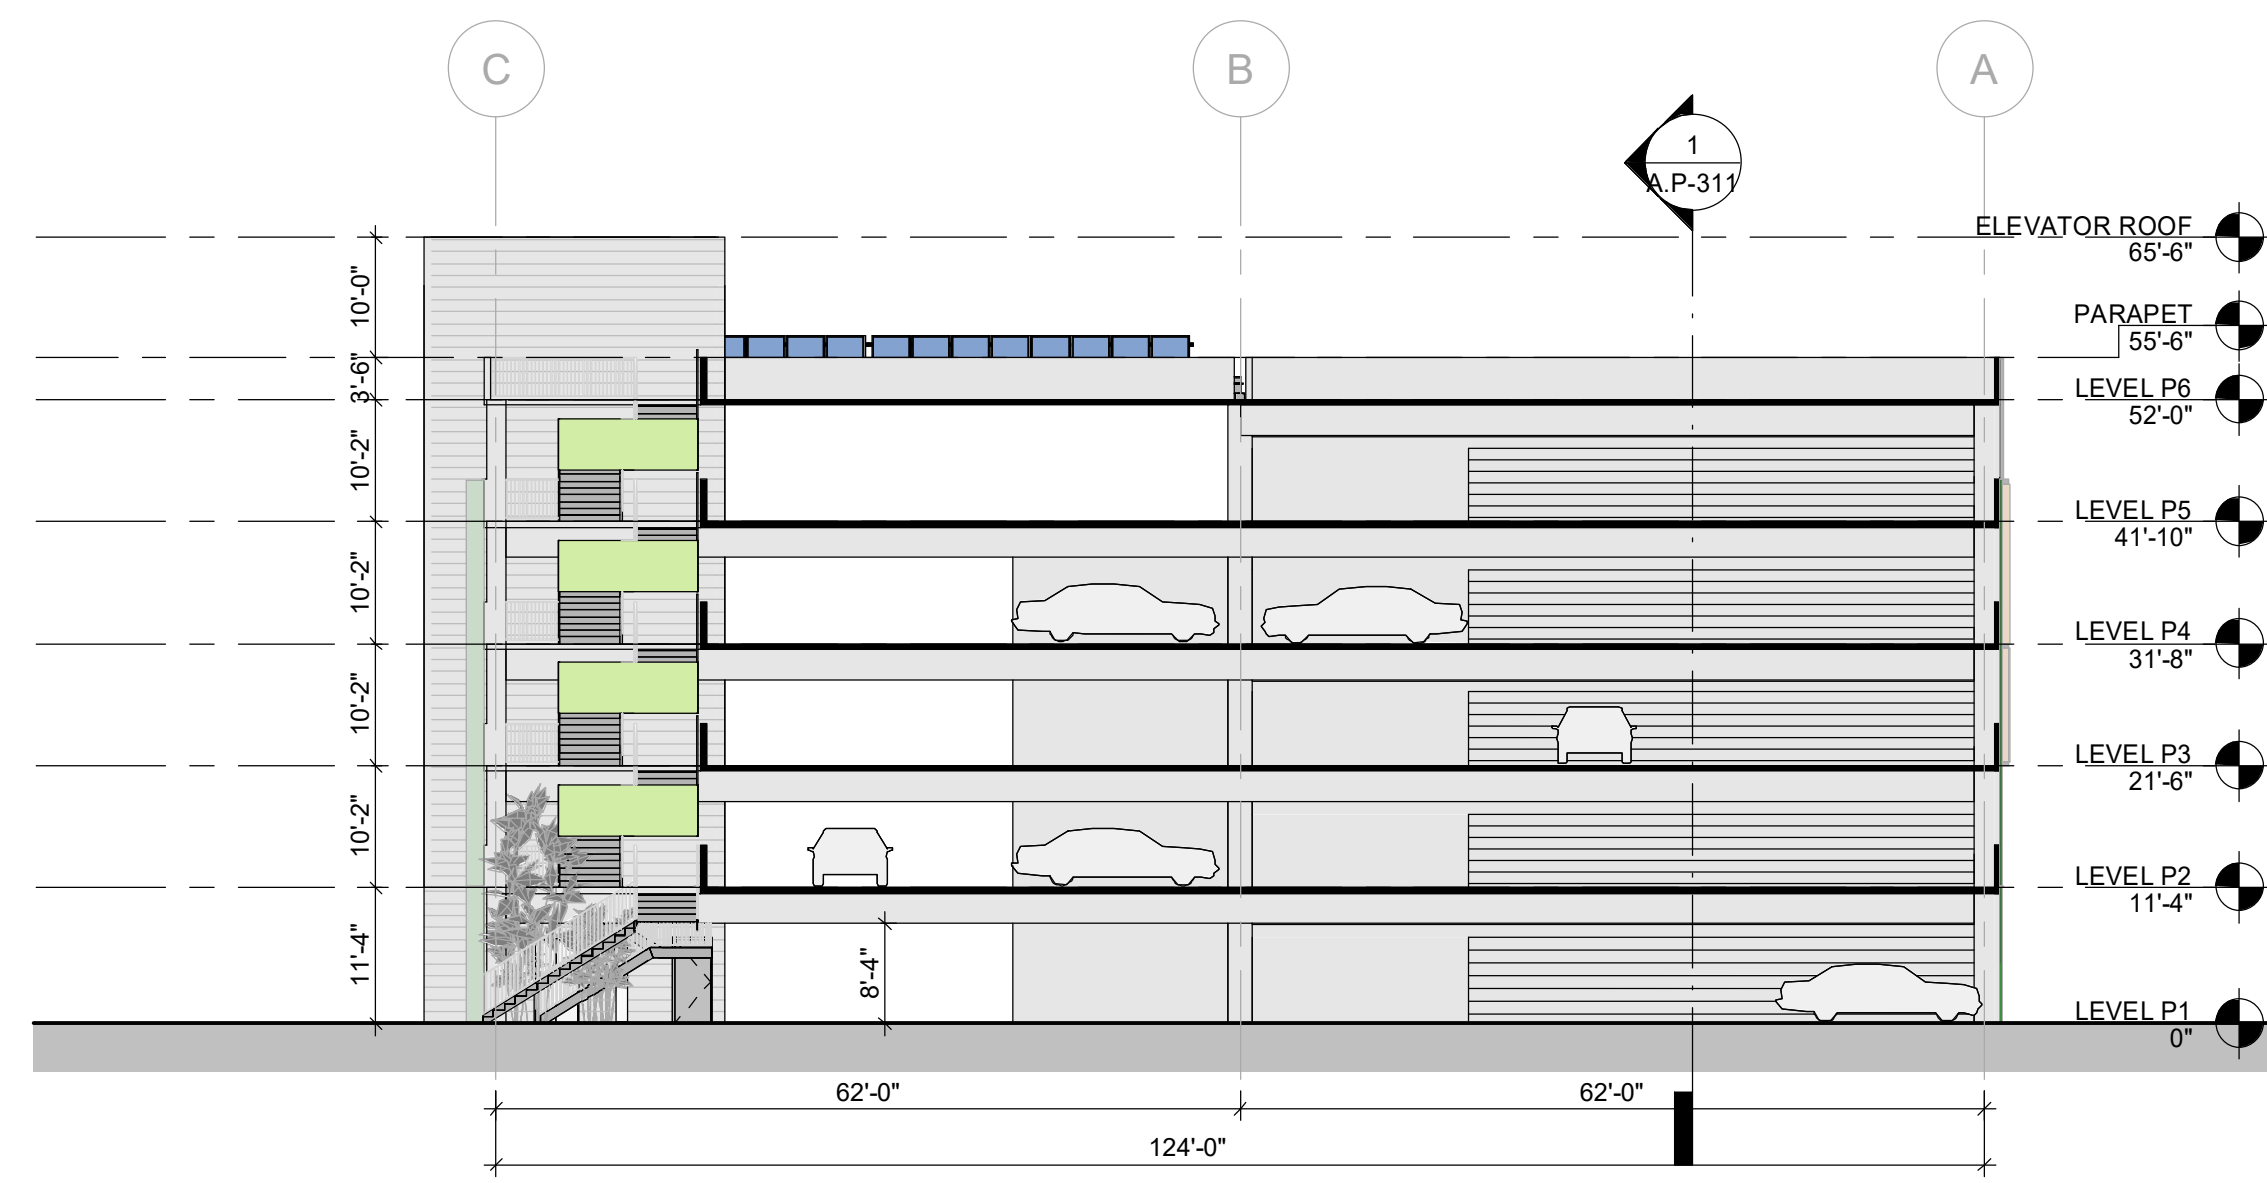 C
B
A
1
A.P-311
ELEVATOR ROOF
65'-6"
PARAPET
55'-6"
LEVEL P6
52'-0"
LEVEL P5
41'-10"
LEVEL P4
31'-8"
LEVEL P3
21'-6"
LEVEL P2
11'-4"
LEVEL P1
0"
10'-0"
3'-6"
10'-2"
10'-2"
10'-2"
10'-2"
11'-4"
8'-4"
62'-0"
62'-0"
124'-0"